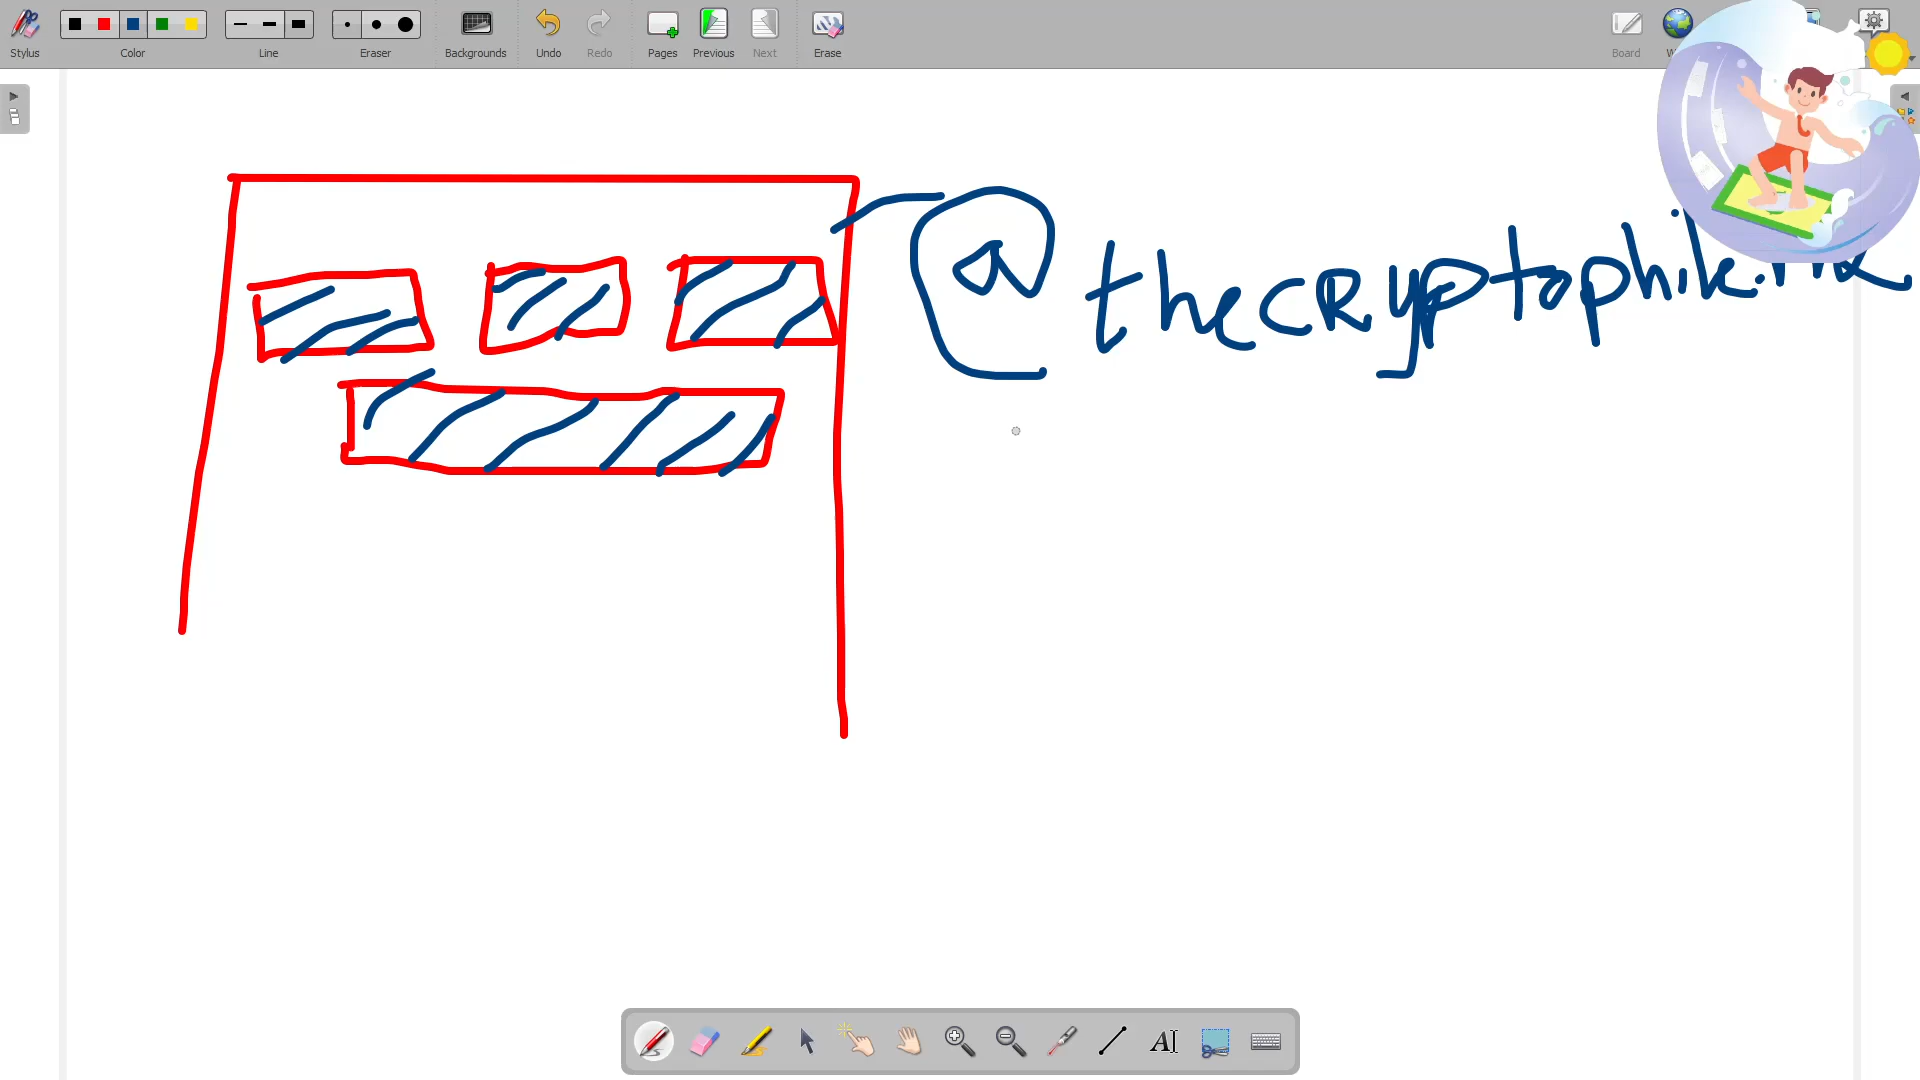 Stylus
Color
Line
Eraser
Backgrounds
Undo
Redo
Pages
Previous
Next
Erase
Board
@thecryptophile.